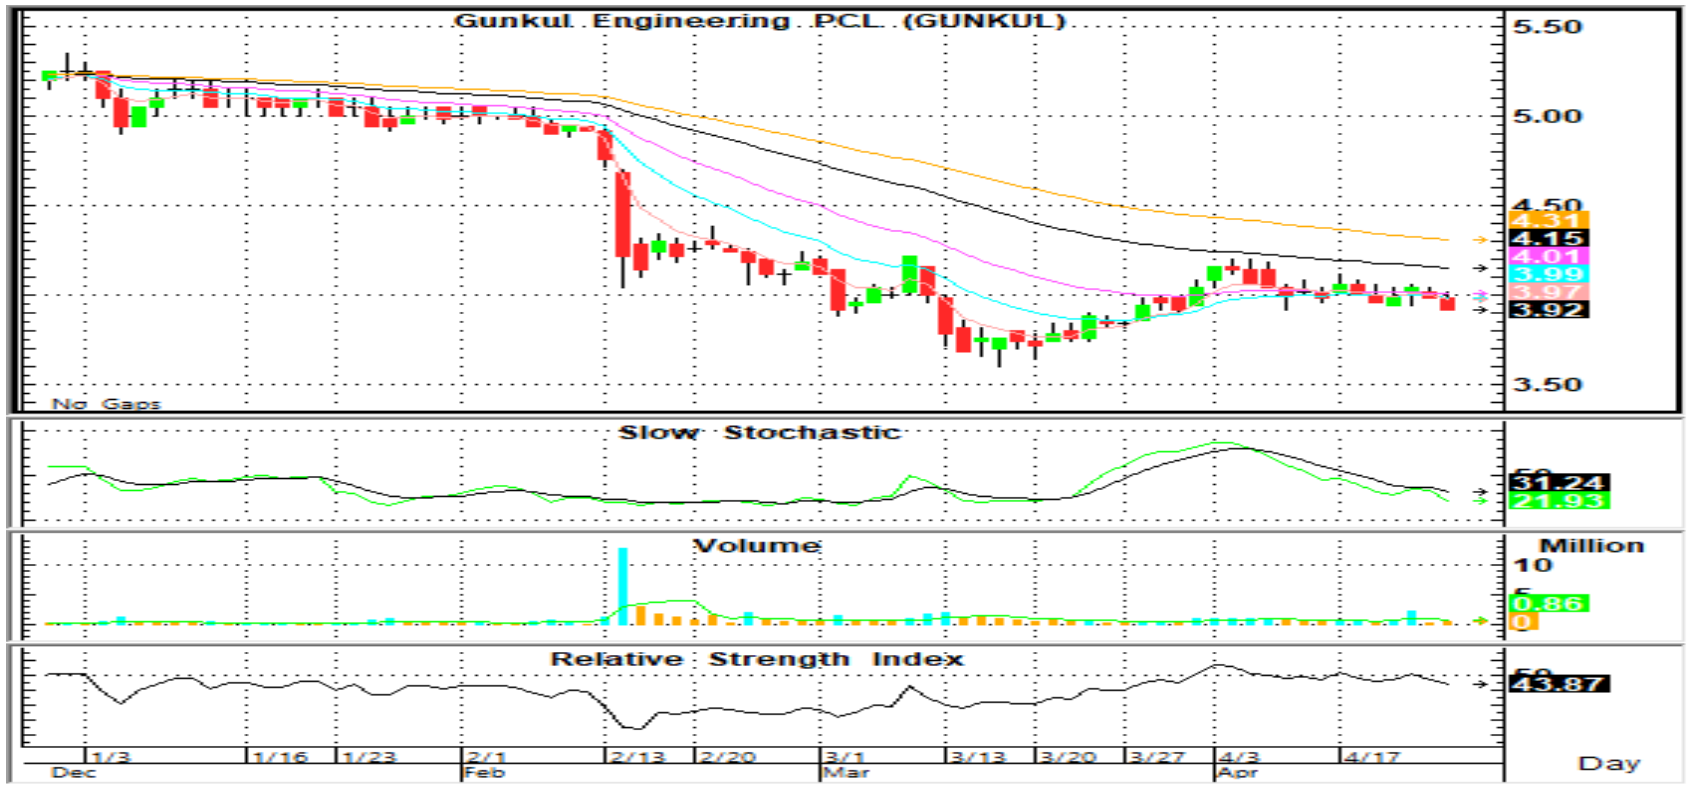 Gunkul Engineering PCL (GUNKUL)
5.50
5.00
4.50
4.31
4.15
4.01
3.99
3.97
3.92
3.50
No Gaps
Slow Stochastic
50
31.24
21.93
Volume Million
10
5
0.86
0
Relative Strength Index
50
43.87
1/3 1/16 1/23 2/1 2/13 2/20 3/1 3/13 3/20 3/27 4/3 4/17
Dec Feb Mar Apr
Day